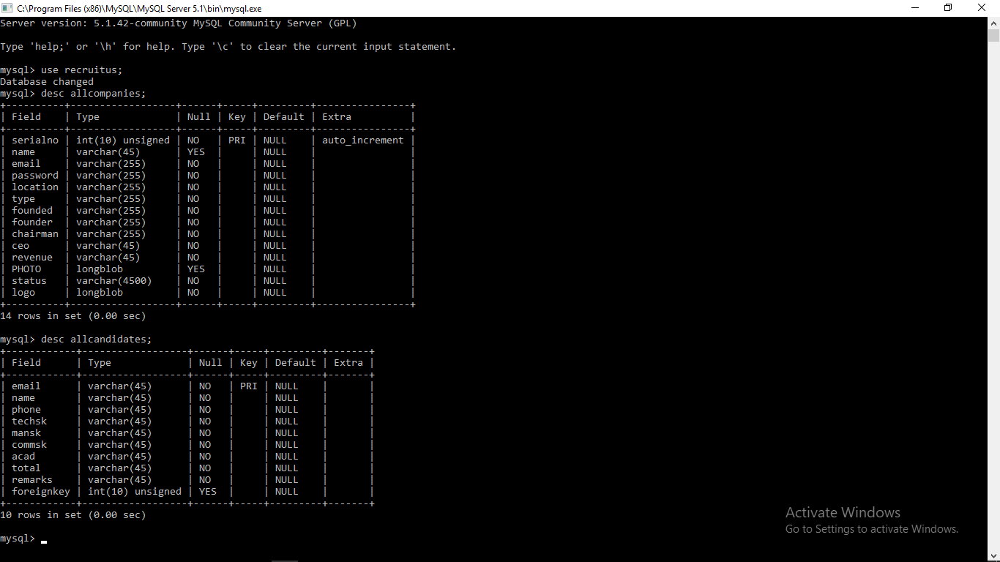 C:\Program Files (x86)\MySQL\MySQL Server 5.1\bin\mysql.exe
Server version: 5.1.42-community MySQL Community Server (GPL)
Type 'help;' or '\h' for help. Type '\c' to clear the current input statement.
mysql> use recruitus;
Database changed
mysql> desc allcompanies;
+----------+------------------+------+-----+---------+----------------+
| Field    | Type             | Null | Key | Default | Extra          |
+----------+------------------+------+-----+---------+----------------+
| serialno | int(10) unsigned | NO   | PRI | NULL    | auto_increment |
| name     | varchar(45)      | YES  |     | NULL    |                |
| email    | varchar(255)     | NO   |     | NULL    |                |
| password | varchar(255)     | NO   |     | NULL    |                |
| location | varchar(255)     | NO   |     | NULL    |                |
| type     | varchar(255)     | NO   |     | NULL    |                |
| founded  | varchar(255)     | NO   |     | NULL    |                |
| founder  | varchar(255)     | NO   |     | NULL    |                |
| chairman | varchar(255)     | NO   |     | NULL    |                |
| ceo      | varchar(45)      | NO   |     | NULL    |                |
| revenue  | varchar(45)      | NO   |     | NULL    |                |
| PHOTO    | longblob         | YES  |     | NULL    |                |
| status   | varchar(4500)    | NO   |     | NULL    |                |
| logo     | longblob         | NO   |     | NULL    |                |
+----------+------------------+------+-----+---------+----------------+
14 rows in set (0.00 sec)
mysql> desc allcandidates;
+------------+------------------+------+-----+---------+-------+
| Field      | Type             | Null | Key | Default | Extra |
+------------+------------------+------+-----+---------+-------+
| email      | varchar(45)      | NO   | PRI | NULL    |       |
| name       | varchar(45)      | NO   |     | NULL    |       |
| phone      | varchar(45)      | NO   |     | NULL    |       |
| techsk     | varchar(45)      | NO   |     | NULL    |       |
| mansk      | varchar(45)      | NO   |     | NULL    |       |
| commsk     | varchar(45)      | NO   |     | NULL    |       |
| acad       | varchar(45)      | NO   |     | NULL    |       |
| total      | varchar(45)      | NO   |     | NULL    |       |
| remarks    | varchar(45)      | NO   |     | NULL    |       |
| foreignkey | int(10) unsigned | YES  |     | NULL    |       |
+------------+------------------+------+-----+---------+-------+
10 rows in set (0.00 sec)
mysql> _
Activate Windows
Go to Settings to activate Windows.